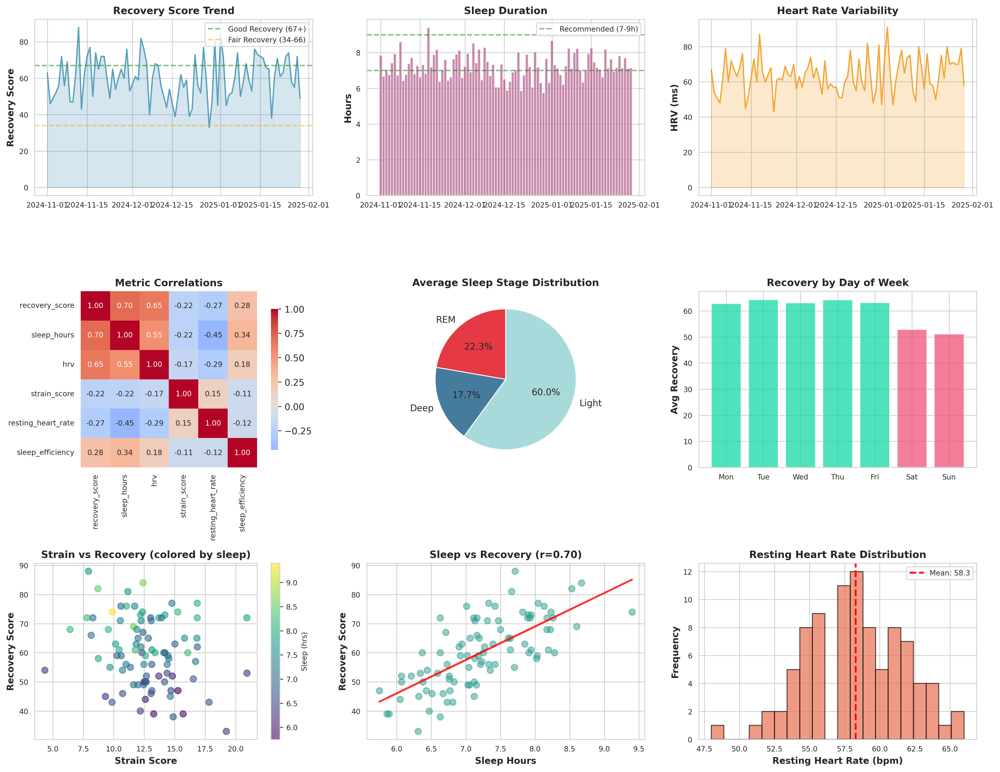 Recovery Score Trend
Recovery Score
80
60
40
20
0
Good Recovery (67+)
Fair Recovery (34-66)
2024-11-01 2024-11-15 2024-12-01 2024-12-15 2025-01-01 2025-01-15 2025-02-01
Sleep Duration
Hours
8
6
4
2
0
Recommended (7-9h)
2024-11-01 2024-11-15 2024-12-01 2024-12-15 2025-01-01 2025-01-15 2025-02-01
Heart Rate Variability
HRV (ms)
80
60
40
20
0
2024-11-01 2024-11-15 2024-12-01 2024-12-15 2025-01-01 2025-01-15 2025-02-01
Metric Correlations
recovery_score 1.00 0.70 0.65 -0.22 -0.27 0.28
sleep_hours 0.70 1.00 0.55 -0.22 -0.45 0.34
hrv 0.65 0.55 1.00 -0.17 -0.29 0.18
strain_score -0.22 -0.22 -0.17 1.00 0.15 -0.11
resting_heart_rate -0.27 -0.45 -0.29 0.15 1.00 -0.12
sleep_efficiency 0.28 0.34 0.18 -0.11 -0.12 1.00
recovery_score
sleep_hours
hrv
strain_score
resting_heart_rate
sleep_efficiency
1.00
0.75
0.50
0.25
0.00
−0.25
Average Sleep Stage Distribution
REM
22.3%
Deep
17.7%
60.0%
Light
Recovery by Day of Week
Avg Recovery
60
50
40
30
20
10
0
Mon Tue Wed Thu Fri Sat Sun
Strain vs Recovery (colored by sleep)
Recovery Score
90
80
70
60
50
40
5.0 7.5 10.0 12.5 15.0 17.5 20.0
Strain Score
9.0
8.5
8.0
7.5
7.0
6.5
6.0
Sleep (hrs)
Sleep vs Recovery (r=0.70)
Recovery Score
90
80
70
60
50
40
6.0 6.5 7.0 7.5 8.0 8.5 9.0 9.5
Sleep Hours
Resting Heart Rate Distribution
Frequency
12
10
8
6
4
2
0
Mean: 58.3
47.5 50.0 52.5 55.0 57.5 60.0 62.5 65.0
Resting Heart Rate (bpm)